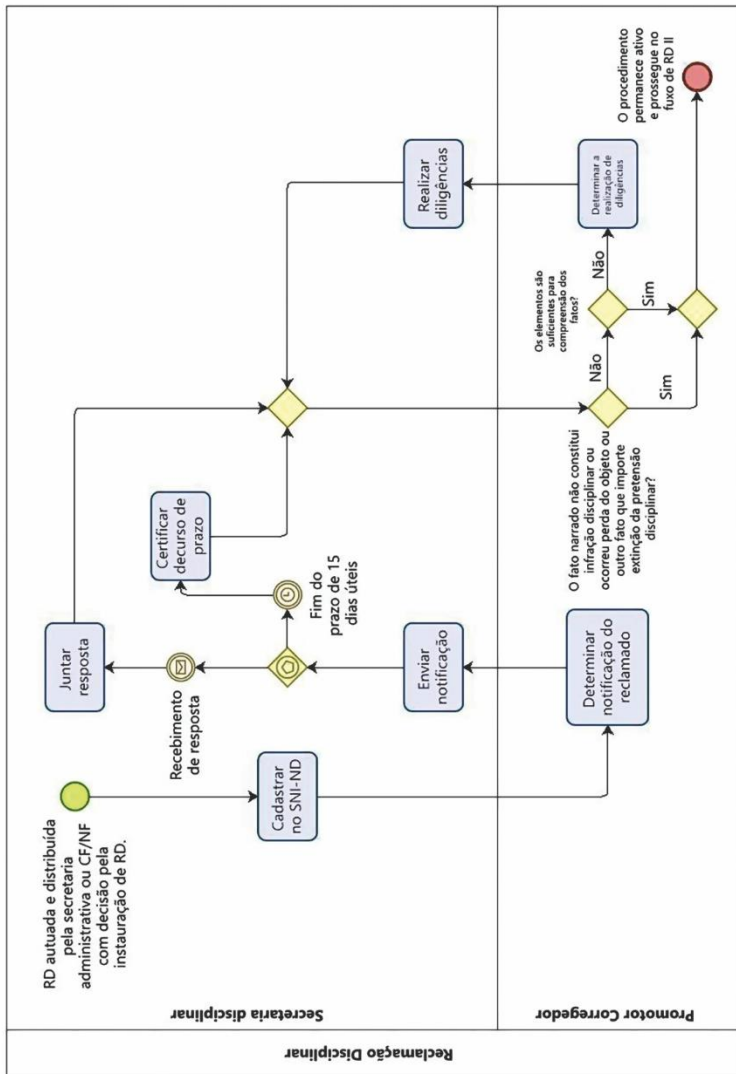 Reclamação Disciplinar
Secretaria disciplinar
Promotor Corregedor
RD autuada e distribuída
pela secretaria
administrativa ou CF/NF
com decisão pela
instauração de RD.
Cadastrar
no SNI-ND
Determinar
notificação do
reclamado
Enviar
notificação
Recebimento
de resposta
Juntar
resposta
Fim do
prazo de 15
dias úteis
Certificar
decurso de
prazo
O fato narrado não constitui
infração disciplinar ou
ocorreu perda do objeto ou
outro fato que importe
extinção da pretensão
disciplinar?
Não
Sim
Os elementos são
suficientes para
compreensão dos
fatos?
Não
Sim
Determinar a
realização de
diligências
Realizar
diligências
O procedimento
permanece ativo
e prossegue no
fuxo de RD II